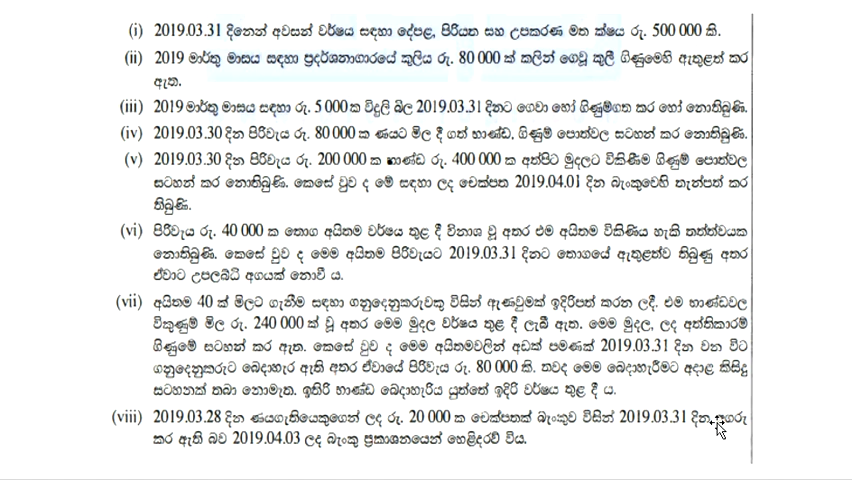 (i) 2019.03.31 දිනෙන් අවසන් වර්ෂය සඳහා දේපළ, පිරියත සහ උපකරණ මත ක්ෂය රු. 500 000 කි.
(ii) 2019 මාර්තු මාසය සඳහා ප්‍රදර්ශනාගාරයේ කුලිය රු. 80 000 ක් කලින් ගෙවූ කුලී ගිණුමෙහි ඇතුළත් කර
ඇත.
(iii) 2019 මාර්තු මාසය සඳහා රු. 5 000 ක විදුලි බිල 2019.03.31 දිනට ගෙවා හෝ ගිණුම්ගත කර හෝ නොතිබුණි.
(iv) 2019.03.30 දින පිරිවැය රු. 80 000 ක ණයට මිල දී ගත් භාණ්ඩ, ගිණුම් පොත්වල සටහන් කර නොතිබුණි.
(v) 2019.03.30 දින පිරිවැය රු. 200 000 ක භාණ්ඩ රු. 400 000 ක අත්පිට මුදලට විකිණීම ගිණුම් පොත්වල
සටහන් කර නොතිබුණි. කෙසේ වුව ද මේ සඳහා ලද චෙක්පත 2019.04.01 දින බැංකුවෙහි තැන්පත් කර
තිබුණි.
(vi) පිරිවැය රු. 40 000 ක තොග අයිතම වර්ෂය තුළ දී විනාශ වූ අතර එම අයිතම විකිණිය හැකි තත්ත්වයක
නොතිබුණි. කෙසේ වුව ද මෙම අයිතම පිරිවැයට 2019.03.31 දිනට තොගයේ ඇතුළත්ව තිබුණු අතර
ඒවාට උපලබ්ධි අගයක් නොවී ය.
(vii) අයිතම 40 ක් මිලට ගැනීම සඳහා ගනුදෙනුකරුවකු විසින් ඇණවුමක් ඉදිරිපත් කරන ලදී. එම භාණ්ඩවල
විකුණුම් මිල රු. 240 000 ක් වූ අතර මෙම මුදල වර්ෂය තුළ දී ලැබී ඇත. මෙම මුදල, ලද අත්තිකාරම්
ගිණුමේ සටහන් කර ඇත. කෙසේ වුව ද මෙම අයිතමවලින් අඩක් පමණක් 2019.03.31 දින වන විට
ගනුදෙනුකරුට බෙදාහැර ඇති අතර ඒවායේ පිරිවැය රු. 80 000 කි. තවද මෙම බෙදාහැරීමට අදාළ කිසිදු
සටහනක් තබා නොමැත. ඉතිරි භාණ්ඩ බෙදාහැරිය යුත්තේ ඉදිරි වර්ෂය තුළ දී ය.
(viii) 2019.03.28 දින ණයගැතියෙකුගෙන් ලද රු. 20 000 ක චෙක්පතක් බැංකුව විසින් 2019.03.31 දින අගරු
කර ඇති බව 2019.04.03 ලද බැංකු ප්‍රකාශනයෙන් හෙළිදරව් විය.